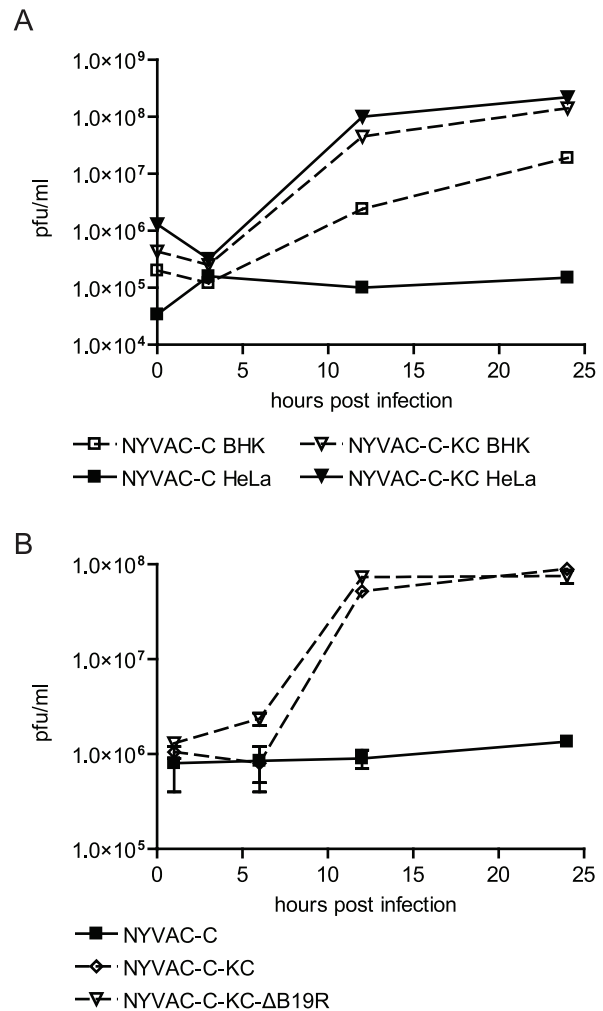 A
1.0×10⁹
1.0×10⁸
1.0×10⁷
1.0×10⁶
1.0×10⁵
1.0×10⁴
pfu/ml
0 5 10 15 20 25
hours post infection
NYVAC-C BHK NYVAC-C-KC BHK
NYVAC-C HeLa NYVAC-C-KC HeLa
B
1.0×10⁸
1.0×10⁷
1.0×10⁶
1.0×10⁵
pfu/ml
0 5 10 15 20 25
hours post infection
NYVAC-C
NYVAC-C-KC
NYVAC-C-KC-ΔB19R